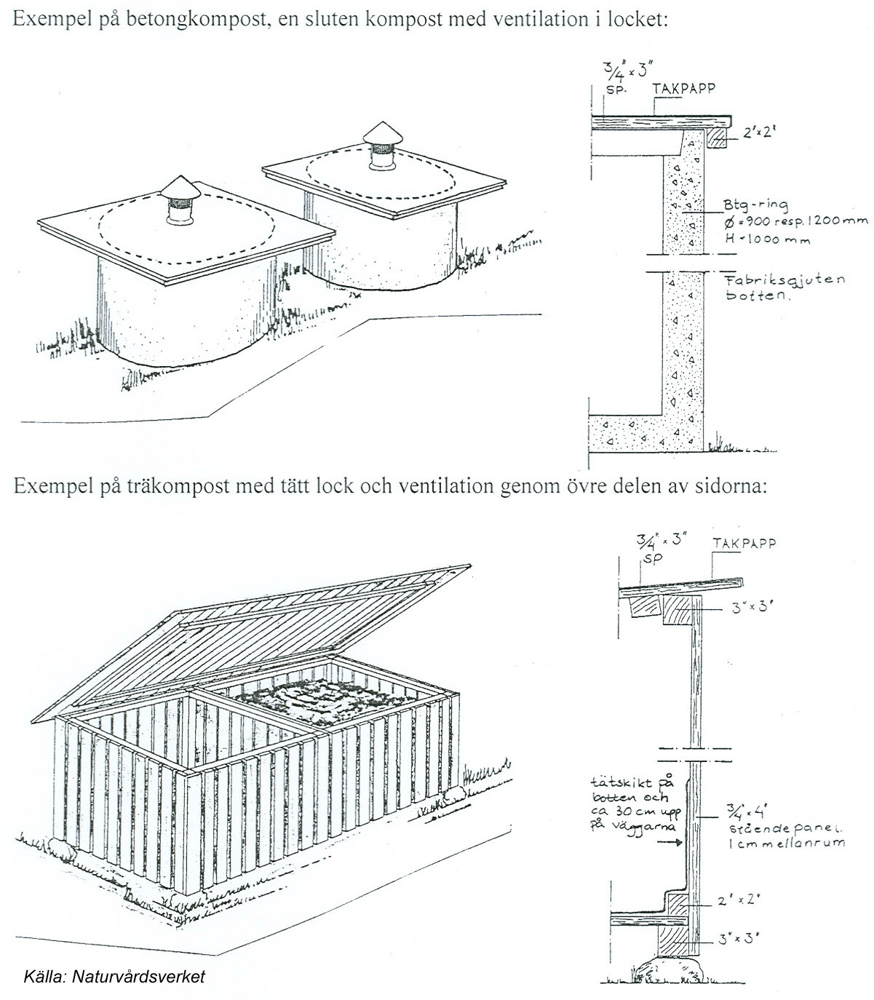 Exempel på betongkompost, en sluten kompost med ventilation i locket:
3/4" x 3"
SP.
TAKPAPP
2"x2"
Btg-ring
Ø=900 resp. 1200 mm
H=1000 mm
Fabriksgjuten
botten.
Exempel på träkompost med tätt lock och ventilation genom övre delen av sidorna:
3/4" x 3"
SP
TAKPAPP
3" x 3"
tätskikt på
botten och
ca 30 cm upp
på väggarna
3/4" x 4"
stående panel.
1 cm mellanrum
2" x 2"
3" x 3"
Källa: Naturvårdsverket